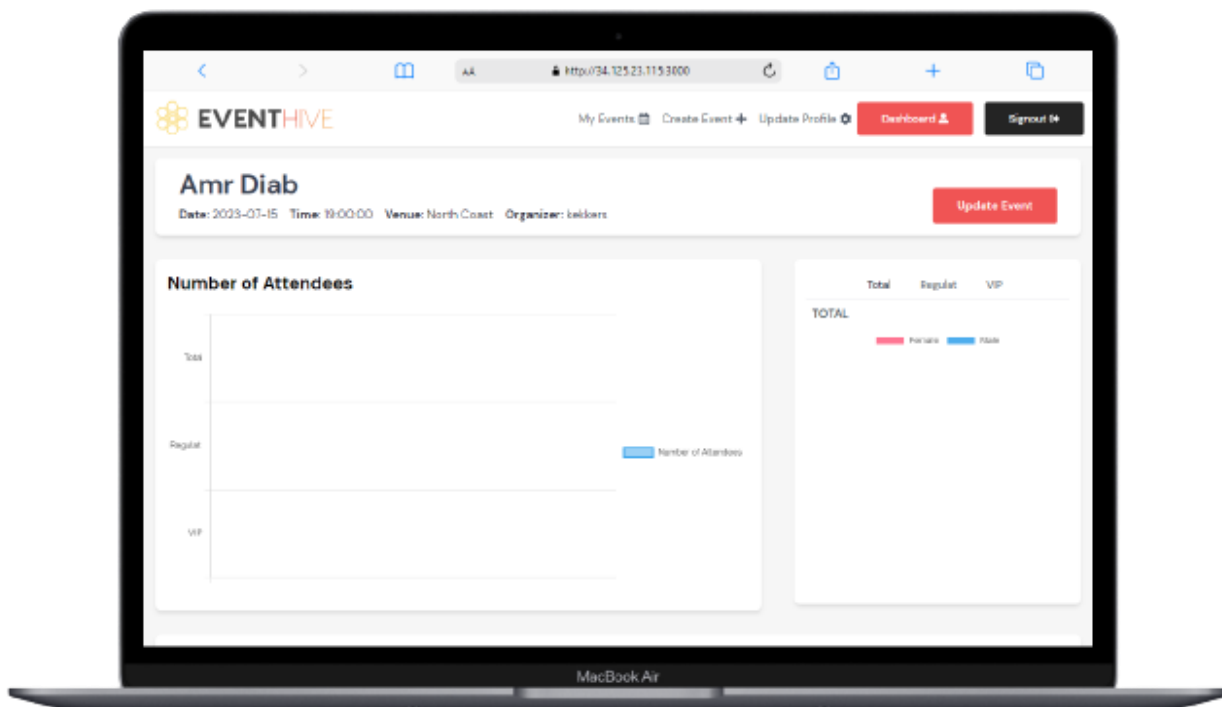 AA http://34.125.23.115:3000
EVENTHIVE My Events Create Event + Update Profile Dashboard Signout
Amr Diab
Date: 2023-07-15 Time: 19:00:00 Venue: North Coast Organizer: kekkers
Update Event
Number of Attendees
Total
Regulat
VIP
Number of Attendees
Total Regulat VIP
TOTAL
Female Male
MacBook Air